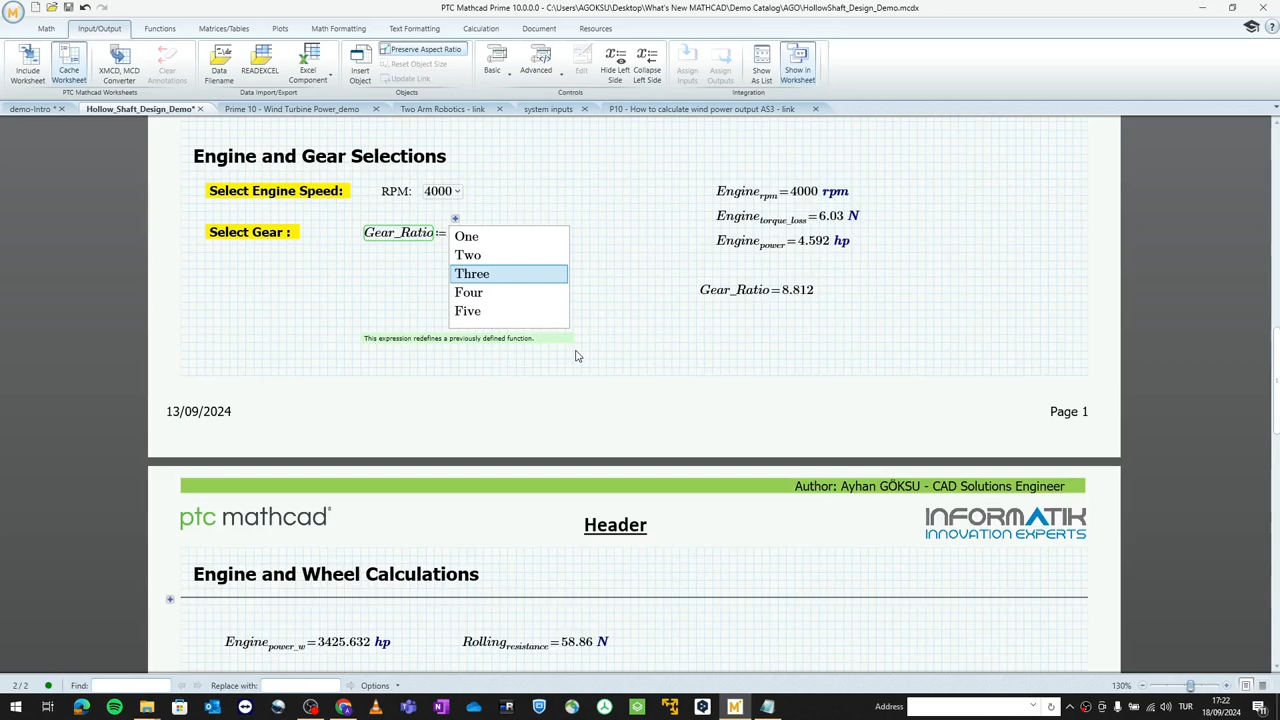 PTC Mathcad Prime 10.0.0.0 - C:\Users\AGOKSU\Desktop\What's New MATHCAD\Demo Catalog\AGO\HollowShaft_Design_Demo.mcdx
Math Input/Output Functions Matrices/Tables Plots Math Formatting Text Formatting Calculation Document Resources
Include Worksheet
Cache Worksheet
XMCD, MCD Converter
Clear Annotations
PTC Mathcad Worksheets
Data Filename
READEXCEL
Excel Component
Data Import/Export
Insert Object
Preserve Aspect Ratio
Reset Object Size
Update Link
Objects
Basic
Advanced
Edit
Hide Left Side
Collapse Left Side
Controls
Assign Inputs
Assign Outputs
Show As List
Show in Worksheet
Integration
demo-Intro * Hollow_Shaft_Design_Demo* Prime 10 - Wind Turbine Power_demo Two Arm Robotics - link system inputs P10 - How to calculate wind power output AS3 - link
Engine and Gear Selections
Select Engine Speed: RPM: 4000
Engine_rpm=4000 rpm
Engine_torque_loss=6.03 N
Select Gear : Gear_Ratio:=
One
Two
Three
Four
Five
Engine_power=4.592 hp
Gear_Ratio=8.812
This expression redefines a previously defined function.
13/09/2024 Page 1
Author: Ayhan GÖKSU - CAD Solutions Engineer
ptc mathcad® Header INFORMATIK
INNOVATION EXPERTS
Engine and Wheel Calculations
Engine_power_w=3425.632 hp Rolling_resistance=58.86 N
2/2 Find: Replace with: Options 130%
Address TUR 17:22
18/09/2024